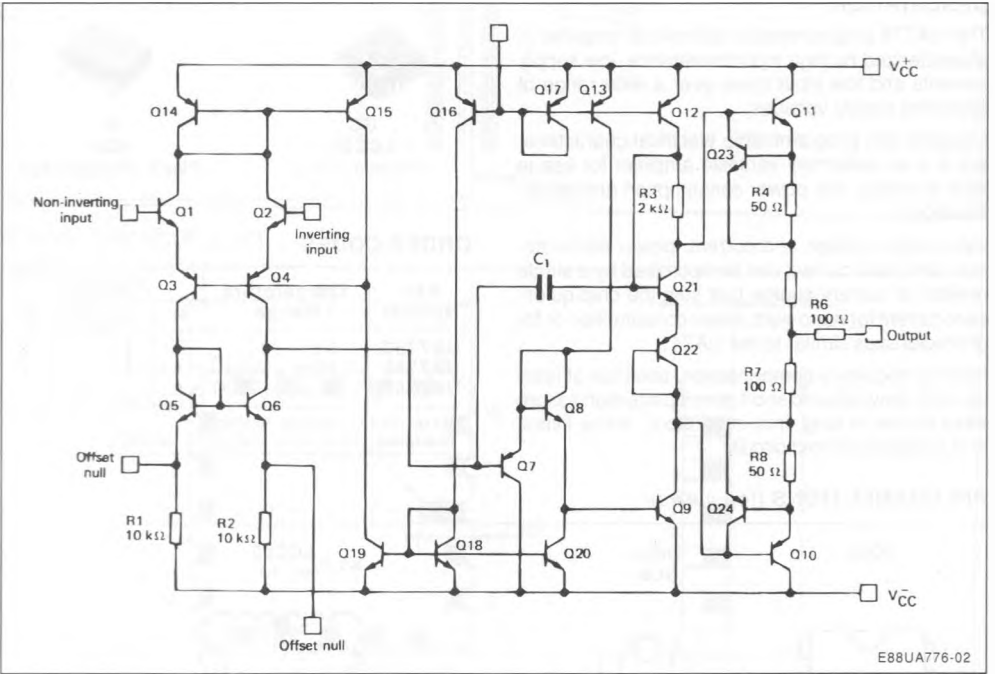 VCC
Q14
Q15
Q16
Q17
Q13
Q12
Q11
Q23
R3
2 kΩ
R4
50 Ω
Non-inverting
input
Q1
Q2
Inverting
input
C1
Q3
Q4
Q21
R6
100 Ω
Output
Q22
R7
100 Ω
Q5
Q6
Q8
Offset
null
Q7
R8
50 Ω
R1
10 kΩ
R2
10 kΩ
Q9
Q24
Q19
Q18
Q20
Q10
V-CC
Offset null
E88UA776-02